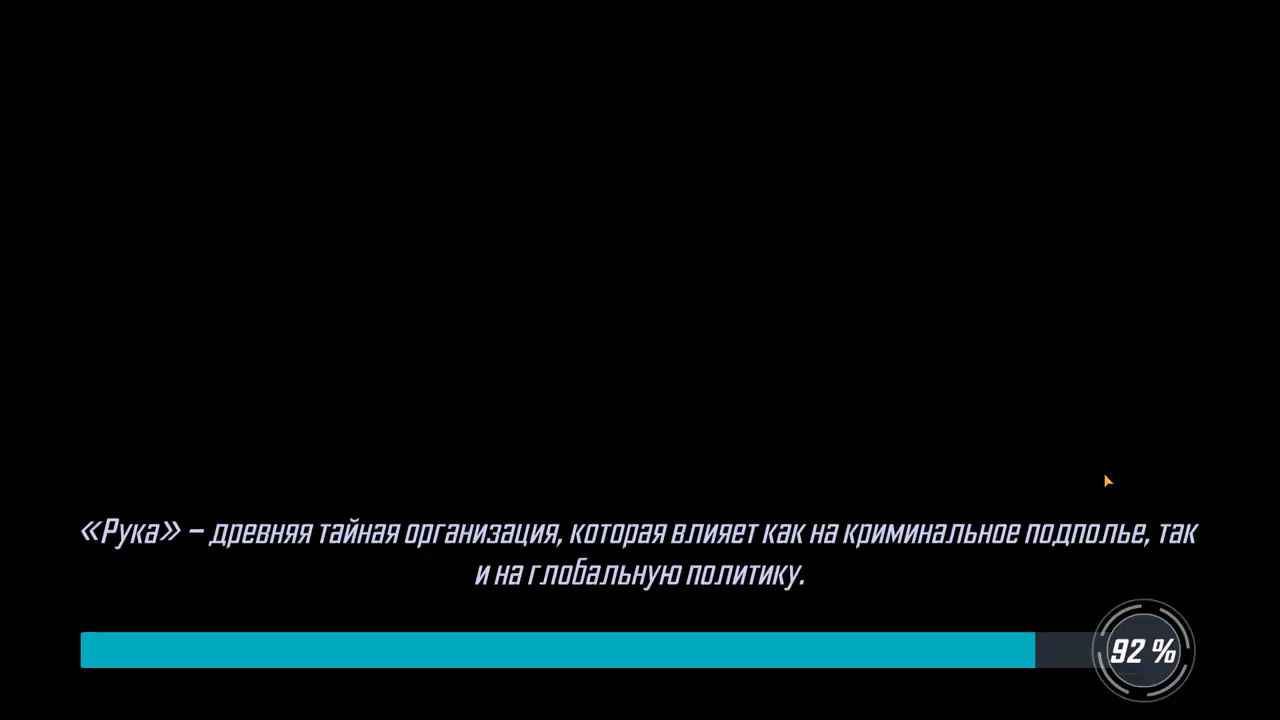 «Рука» – древняя тайная организация, которая влияет как на криминальное подполье, так
и на глобальную политику.
92 %